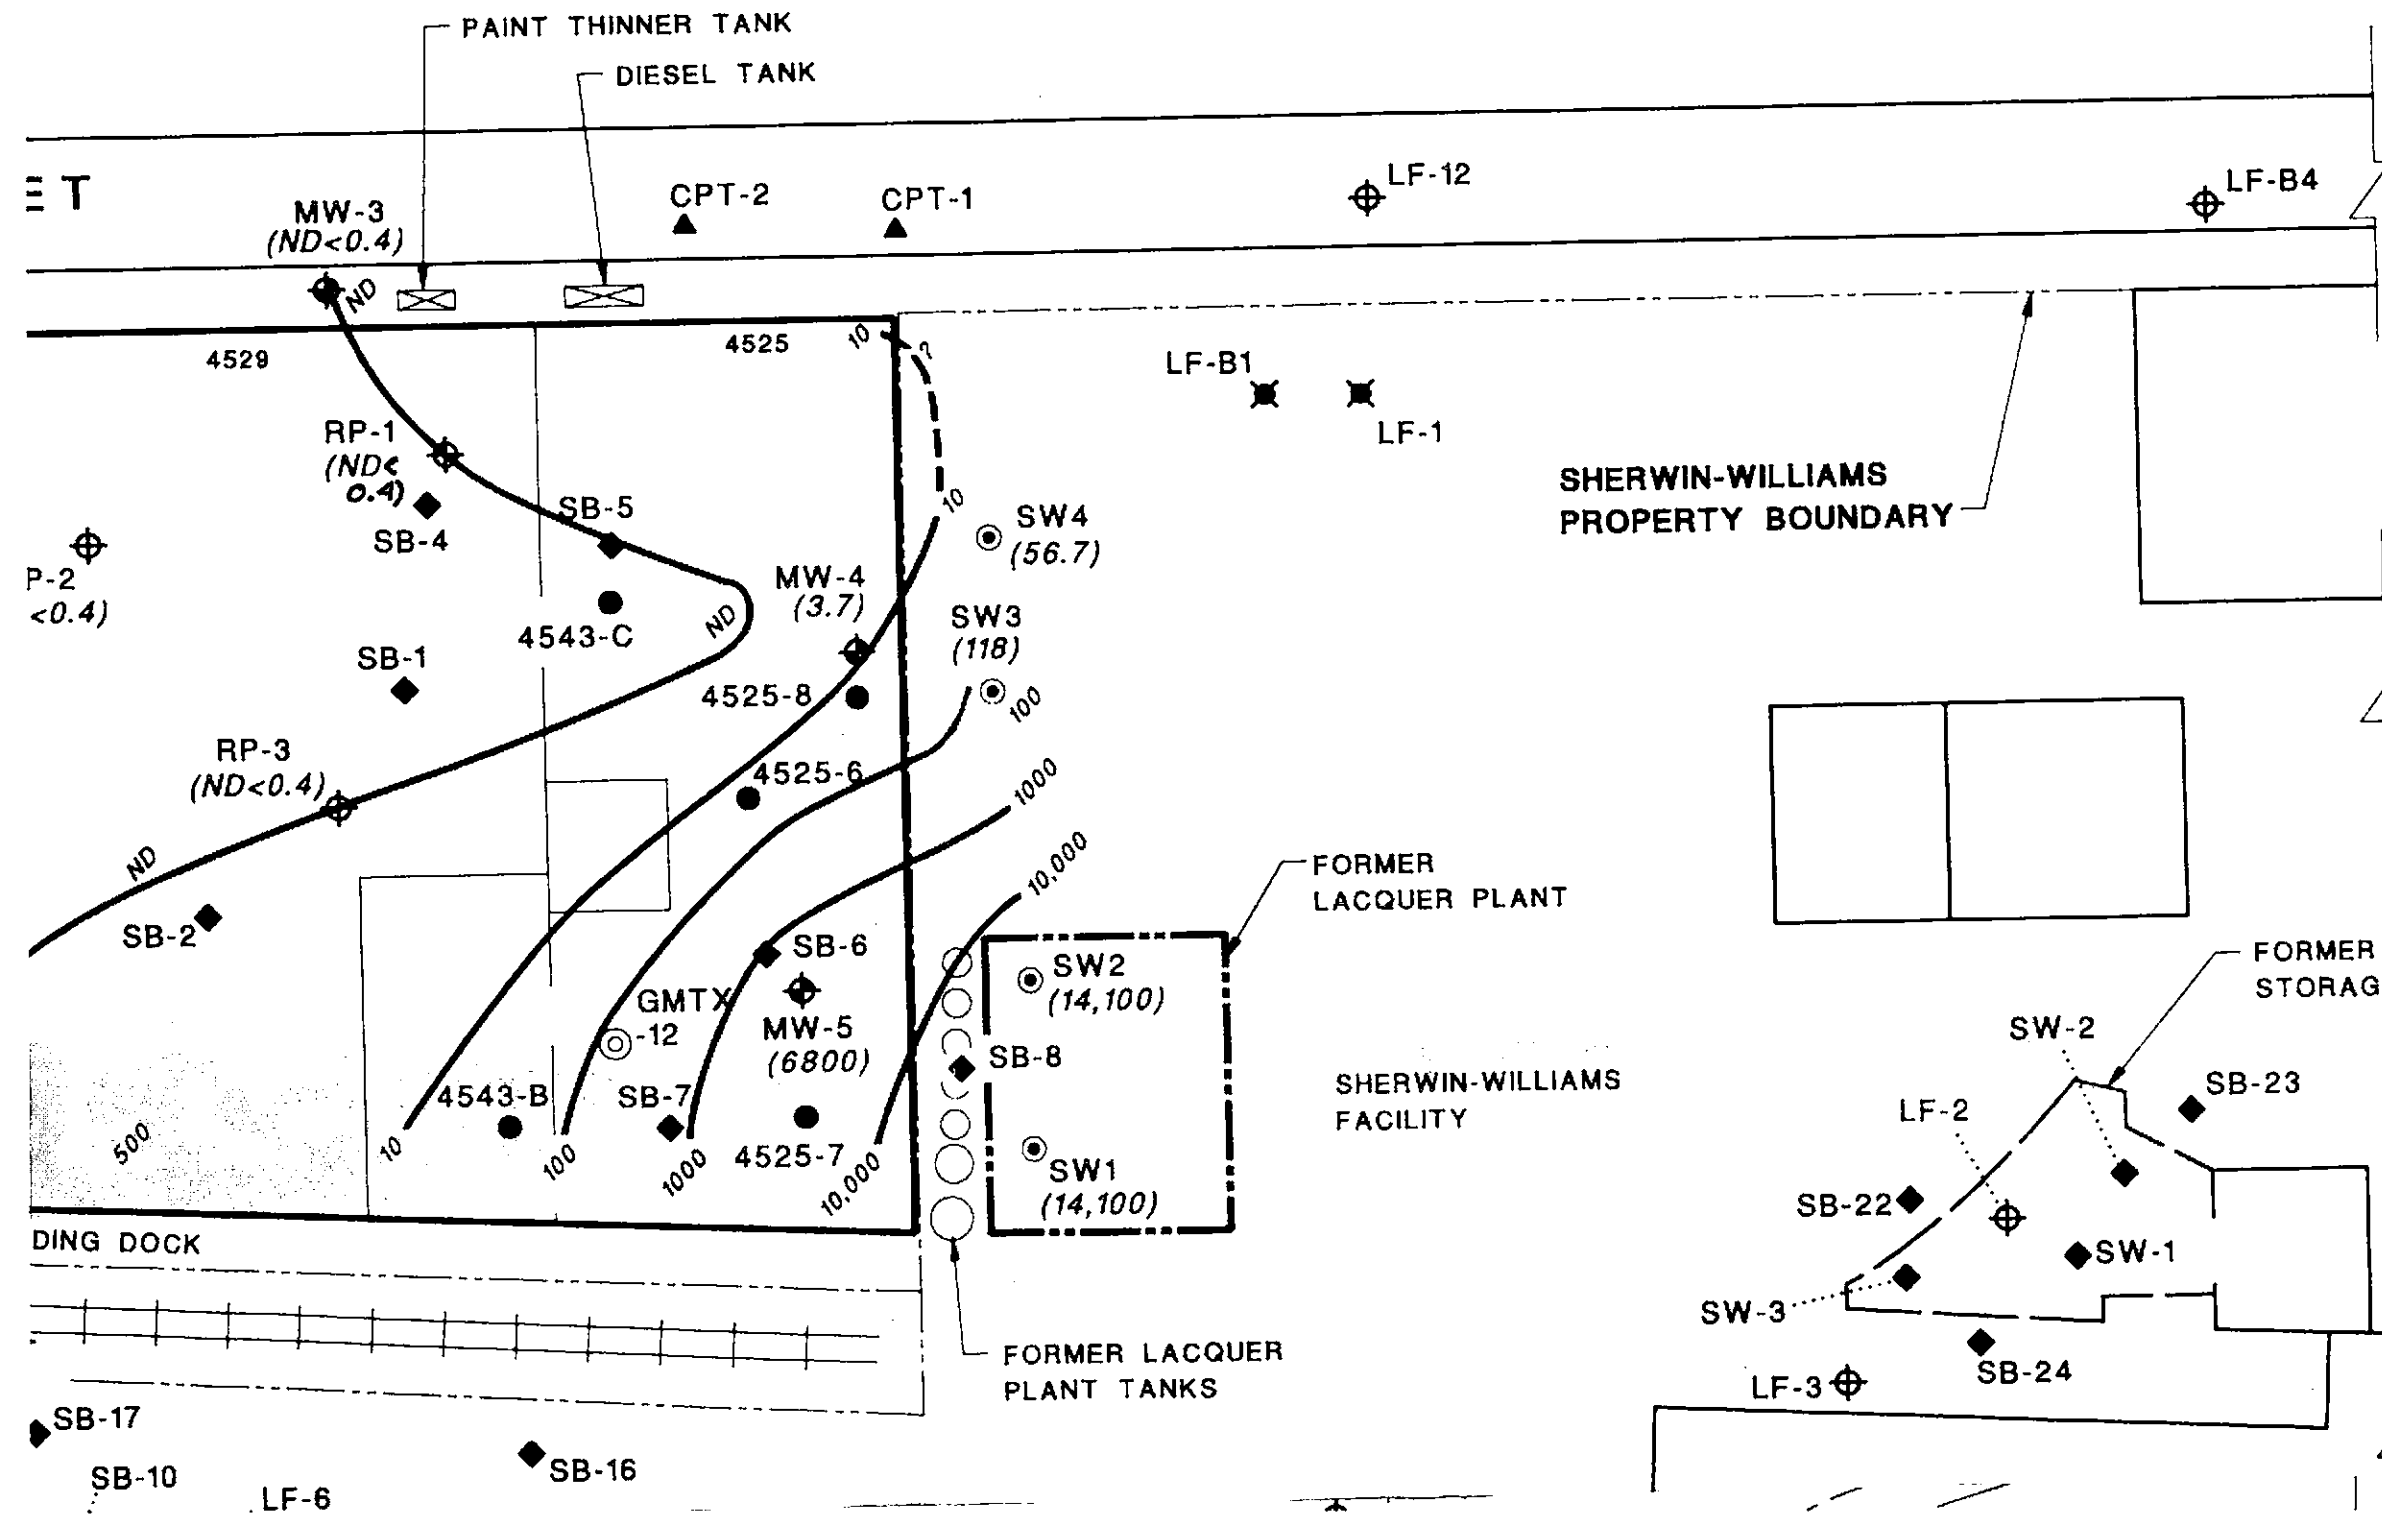 PAINT THINNER TANK
DIESEL TANK
ET
MW-3
(ND<0.4)
CPT-2
CPT-1
LF-12
LF-B4
ND
4529
4525
10
?
LF-B1
LF-1
RP-1
(ND<
0.4)
SB-4
SB-5
10
SW4
(56.7)
SHERWIN-WILLIAMS
PROPERTY BOUNDARY
P-2
<0.4)
MW-4
(3.7)
ND
4543-C
SW3
(118)
SB-1
4525-8
100
RP-3
(ND<0.4)
4525-6
1000
ND
10,000
FORMER
LACQUER PLANT
SB-2
SB-6
SW2
(14,100)
GMTX
-12
MW-5
(6800)
SB-8
FORMER
STORAG
SW-2
SB-23
SHERWIN-WILLIAMS
FACILITY
LF-2
4543-B
SB-7
4525-7
500
10
100
1000
10,000
SW1
(14,100)
SB-22
SW-1
SW-3
DING DOCK
FORMER LACQUER
PLANT TANKS
SB-24
LF-3
SB-17
SB-10
LF-6
SB-16